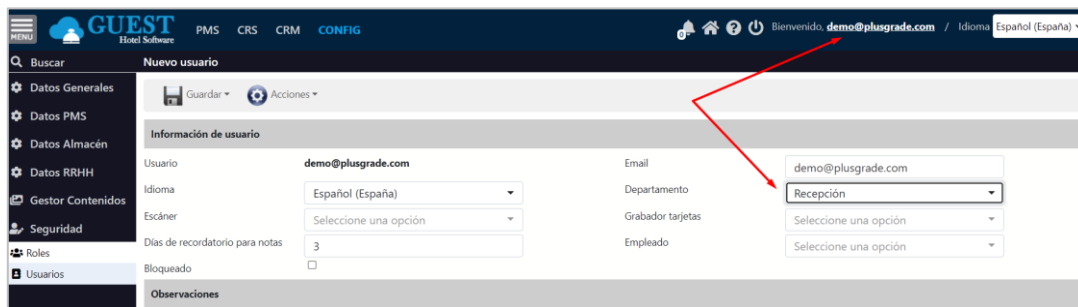 MENU
GUEST
Hotel Software
PMS CRS CRM CONFIG
0
Bienvenido, demo@plusgrade.com / Idioma Español (España)
Buscar
Nuevo usuario
Datos Generales
Guardar Acciones
Datos PMS
Información de usuario
Datos Almacén
Usuario demo@plusgrade.com Email demo@plusgrade.com
Datos RRHH
Idioma Español (España) Departamento Recepción
Gestor Contenidos
Escáner Seleccione una opción Grabador tarjetas Seleccione una opción
Seguridad
Días de recordatorio para notas 3 Empleado Seleccione una opción
Roles
Bloqueado
Usuarios
Observaciones